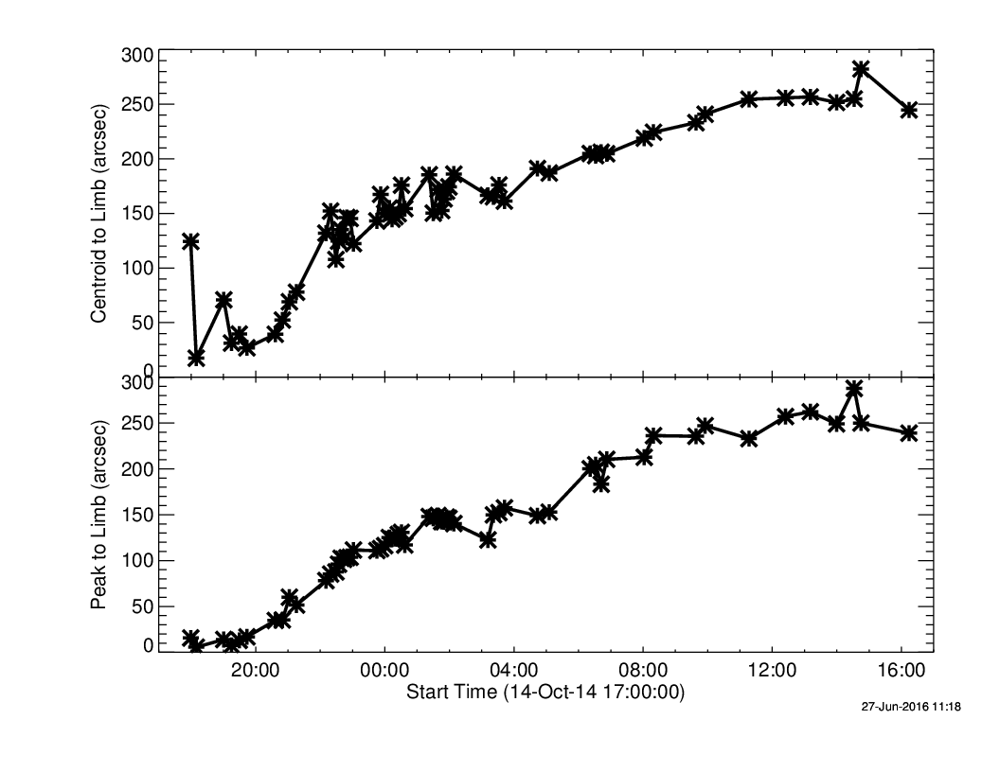 300
250
200
150
100
50
0
Centroid to Limb (arcsec)
300
250
200
150
100
50
0
Peak to Limb (arcsec)
20:00 00:00 04:00 08:00 12:00 16:00
Start Time (14-Oct-14 17:00:00)
27-Jun-2016 11:18